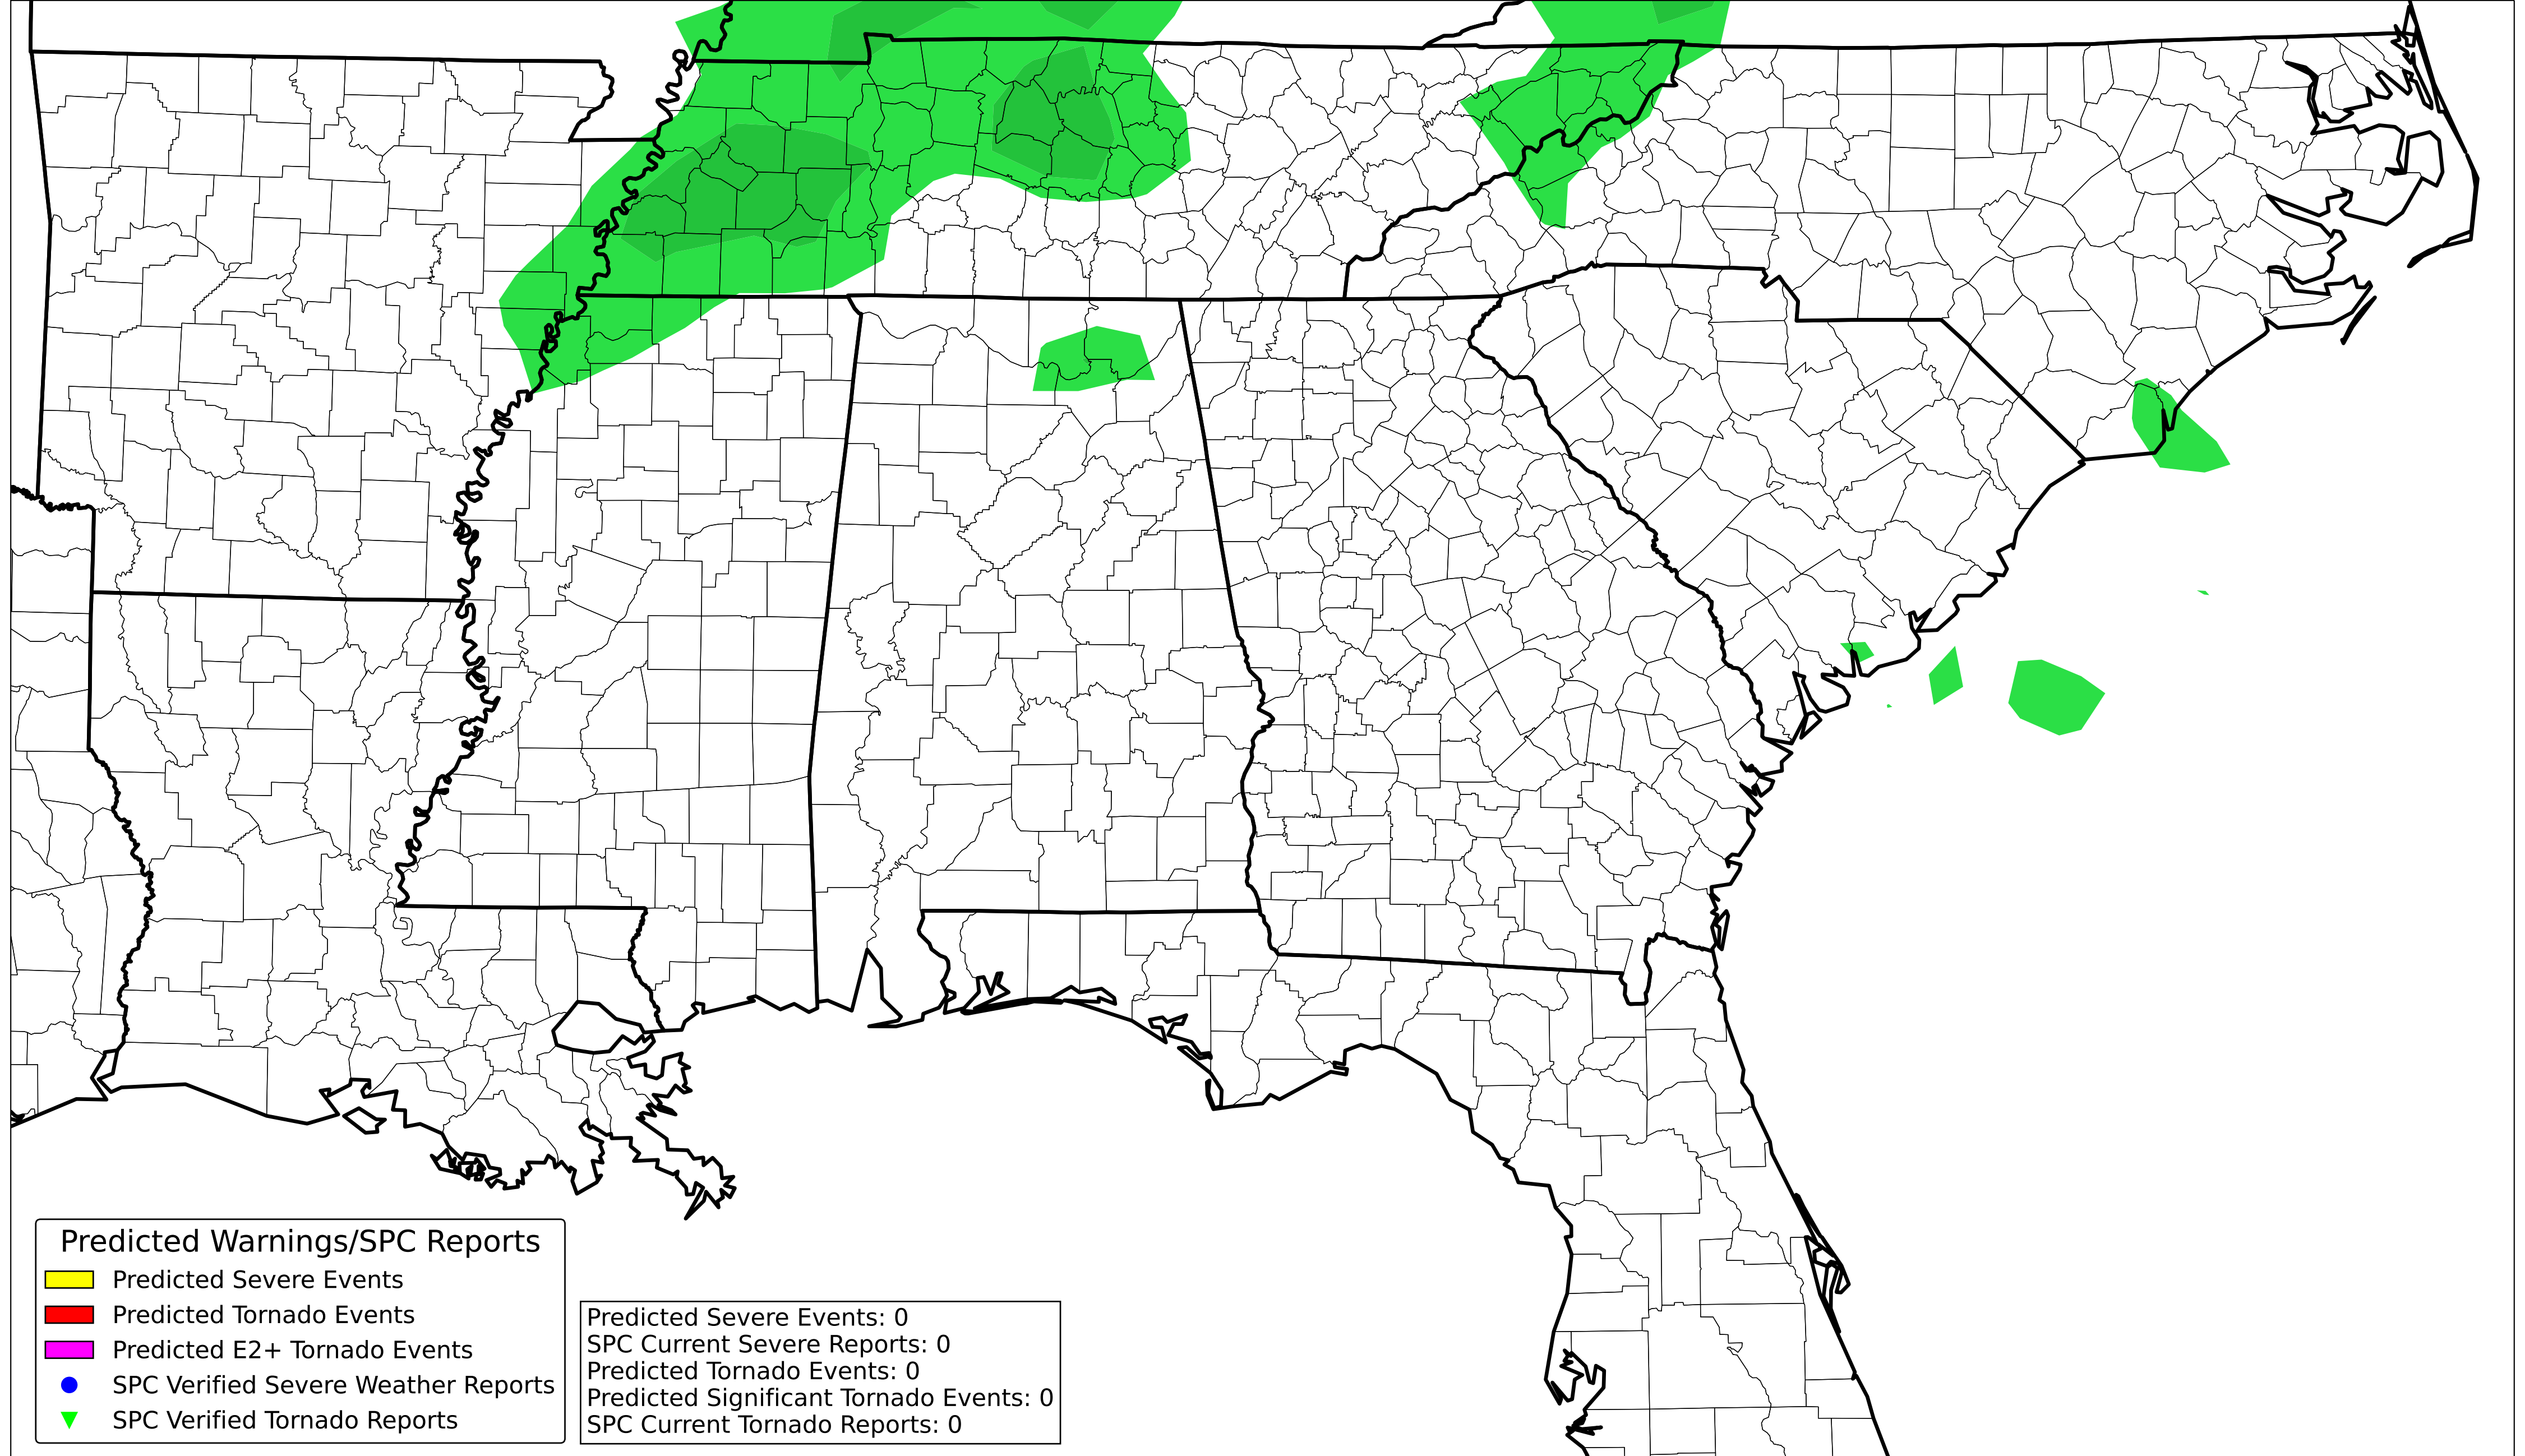 Predicted Warnings/SPC Reports
Predicted Severe Events
Predicted Tornado Events
Predicted E2+ Tornado Events
SPC Verified Severe Weather Reports
SPC Verified Tornado Reports
Predicted Severe Events: 0
SPC Current Severe Reports: 0
Predicted Tornado Events: 0
Predicted Significant Tornado Events: 0
SPC Current Tornado Reports: 0